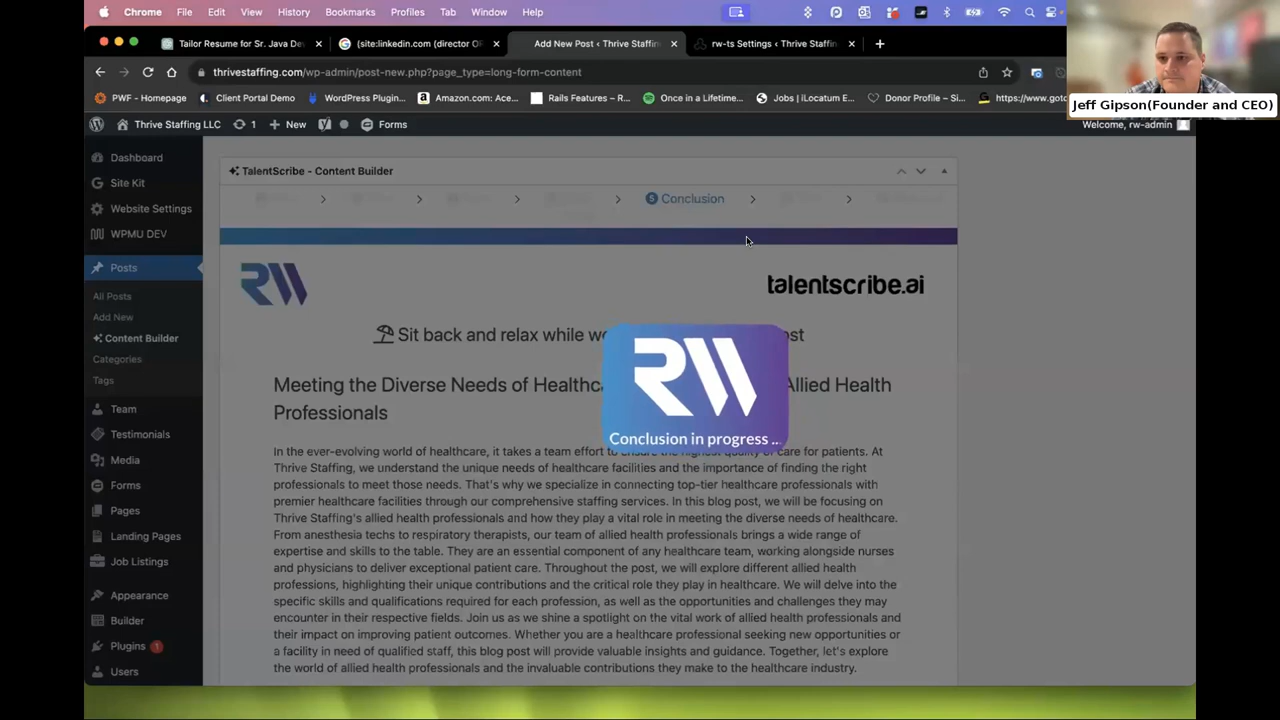 Chrome File Edit View History Bookmarks Profiles Tab Window Help
Tailor Resume for Sr. Java De
(site:linkedin.com (director OF
Add New Post ‹ Thrive Staffin
rw-ts Settings ‹ Thrive Staffin
thrivestaffing.com/wp-admin/post-new.php?page_type=long-form-content
PWF - Homepage Client Portal Demo WordPress Plugin... Amazon.com: Ace... Rails Features – R... Once in a Lifetime... Jobs | iLocatum E... Donor Profile – Si... https://www.goto
Jeff Gipson(Founder and CEO)
Thrive Staffing LLC 1 New Forms Welcome, rw-admin
Dashboard
Site Kit
Website Settings
WPMU DEV
Posts
All Posts
Add New
Content Builder
Categories
Tags
Team
Testimonials
Media
Forms
Pages
Landing Pages
Job Listings
Appearance
Builder
Plugins 1
Users
TalentScribe - Content Builder
5 Conclusion
RW
talentscribe.ai
Sit back and relax while w ost
Meeting the Diverse Needs of Healthc Allied Health
Professionals
RW
Conclusion in progress ...
In the ever-evolving world of healthcare, it takes a team effort to ensure the highest quality of care for patients. At
Thrive Staffing, we understand the unique needs of healthcare facilities and the importance of finding the right
professionals to meet those needs. That's why we specialize in connecting top-tier healthcare professionals with
premier healthcare facilities through our comprehensive staffing services. In this blog post, we will be focusing on
Thrive Staffing's allied health professionals and how they play a vital role in meeting the diverse needs of healthcare.
From anesthesia techs to respiratory therapists, our team of allied health professionals brings a wide range of
expertise and skills to the table. They are an essential component of any healthcare team, working alongside nurses
and physicians to deliver exceptional patient care. Throughout the post, we will explore different allied health
professions, highlighting their unique contributions and the critical role they play in healthcare. We will delve into the
specific skills and qualifications required for each profession, as well as the opportunities and challenges they may
encounter in their respective fields. Join us as we shine a spotlight on the vital work of allied health professionals and
their impact on improving patient outcomes. Whether you are a healthcare professional seeking new opportunities or
a facility in need of qualified staff, this blog post will provide valuable insights and guidance. Together, let's explore
the world of allied health professionals and the invaluable contributions they make to the healthcare industry.